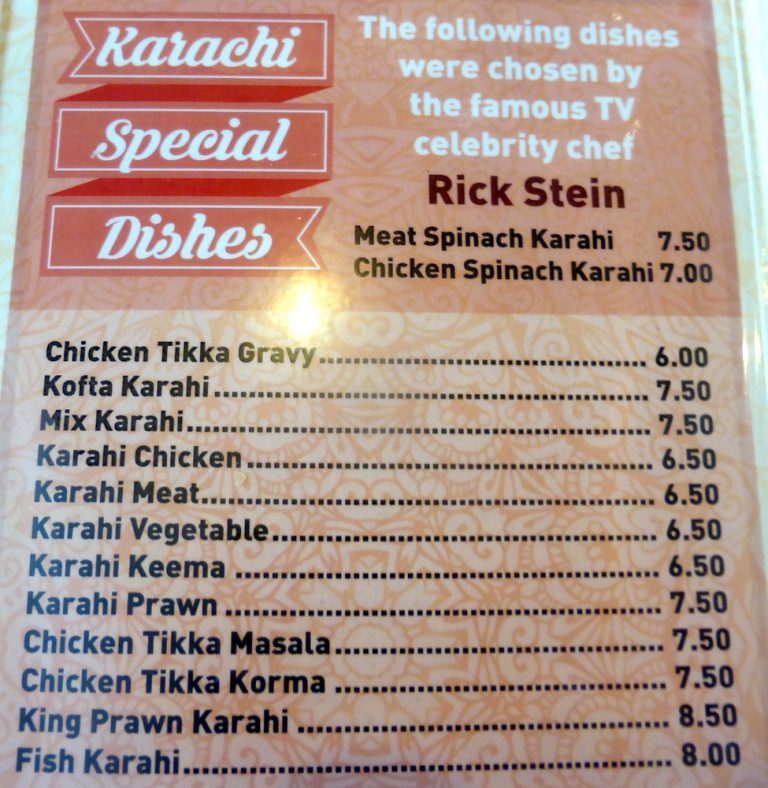 Karachi
Special
Dishes
The following dishes
were chosen by
the famous TV
celebrity chef
Rick Stein
Meat Spinach Karahi 7.50
Chicken Spinach Karahi 7.00
Chicken Tikka Gravy 6.00
Kofta Karahi 7.50
Mix Karahi 7.50
Karahi Chicken 6.50
Karahi Meat 6.50
Karahi Vegetable 6.50
Karahi Keema 6.50
Karahi Prawn 7.50
Chicken Tikka Masala 7.50
Chicken Tikka Korma 7.50
King Prawn Karahi 8.50
Fish Karahi 8.00